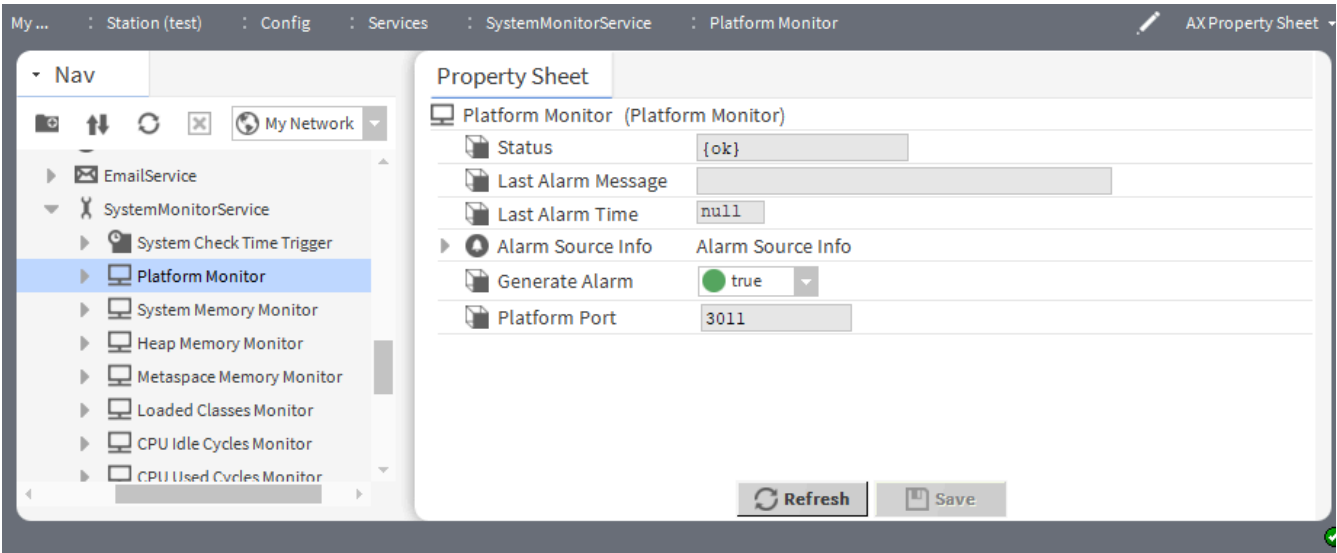 My ... : Station (test) : Config : Services : SystemMonitorService : Platform Monitor AX Property Sheet
Nav
My Network
EmailService
SystemMonitorService
System Check Time Trigger
Platform Monitor
System Memory Monitor
Heap Memory Monitor
Metaspace Memory Monitor
Loaded Classes Monitor
CPU Idle Cycles Monitor
CPU Used Cycles Monitor
Property Sheet
Platform Monitor (Platform Monitor)
Status {ok}
Last Alarm Message
Last Alarm Time null
Alarm Source Info Alarm Source Info
Generate Alarm true
Platform Port 3011
Refresh Save